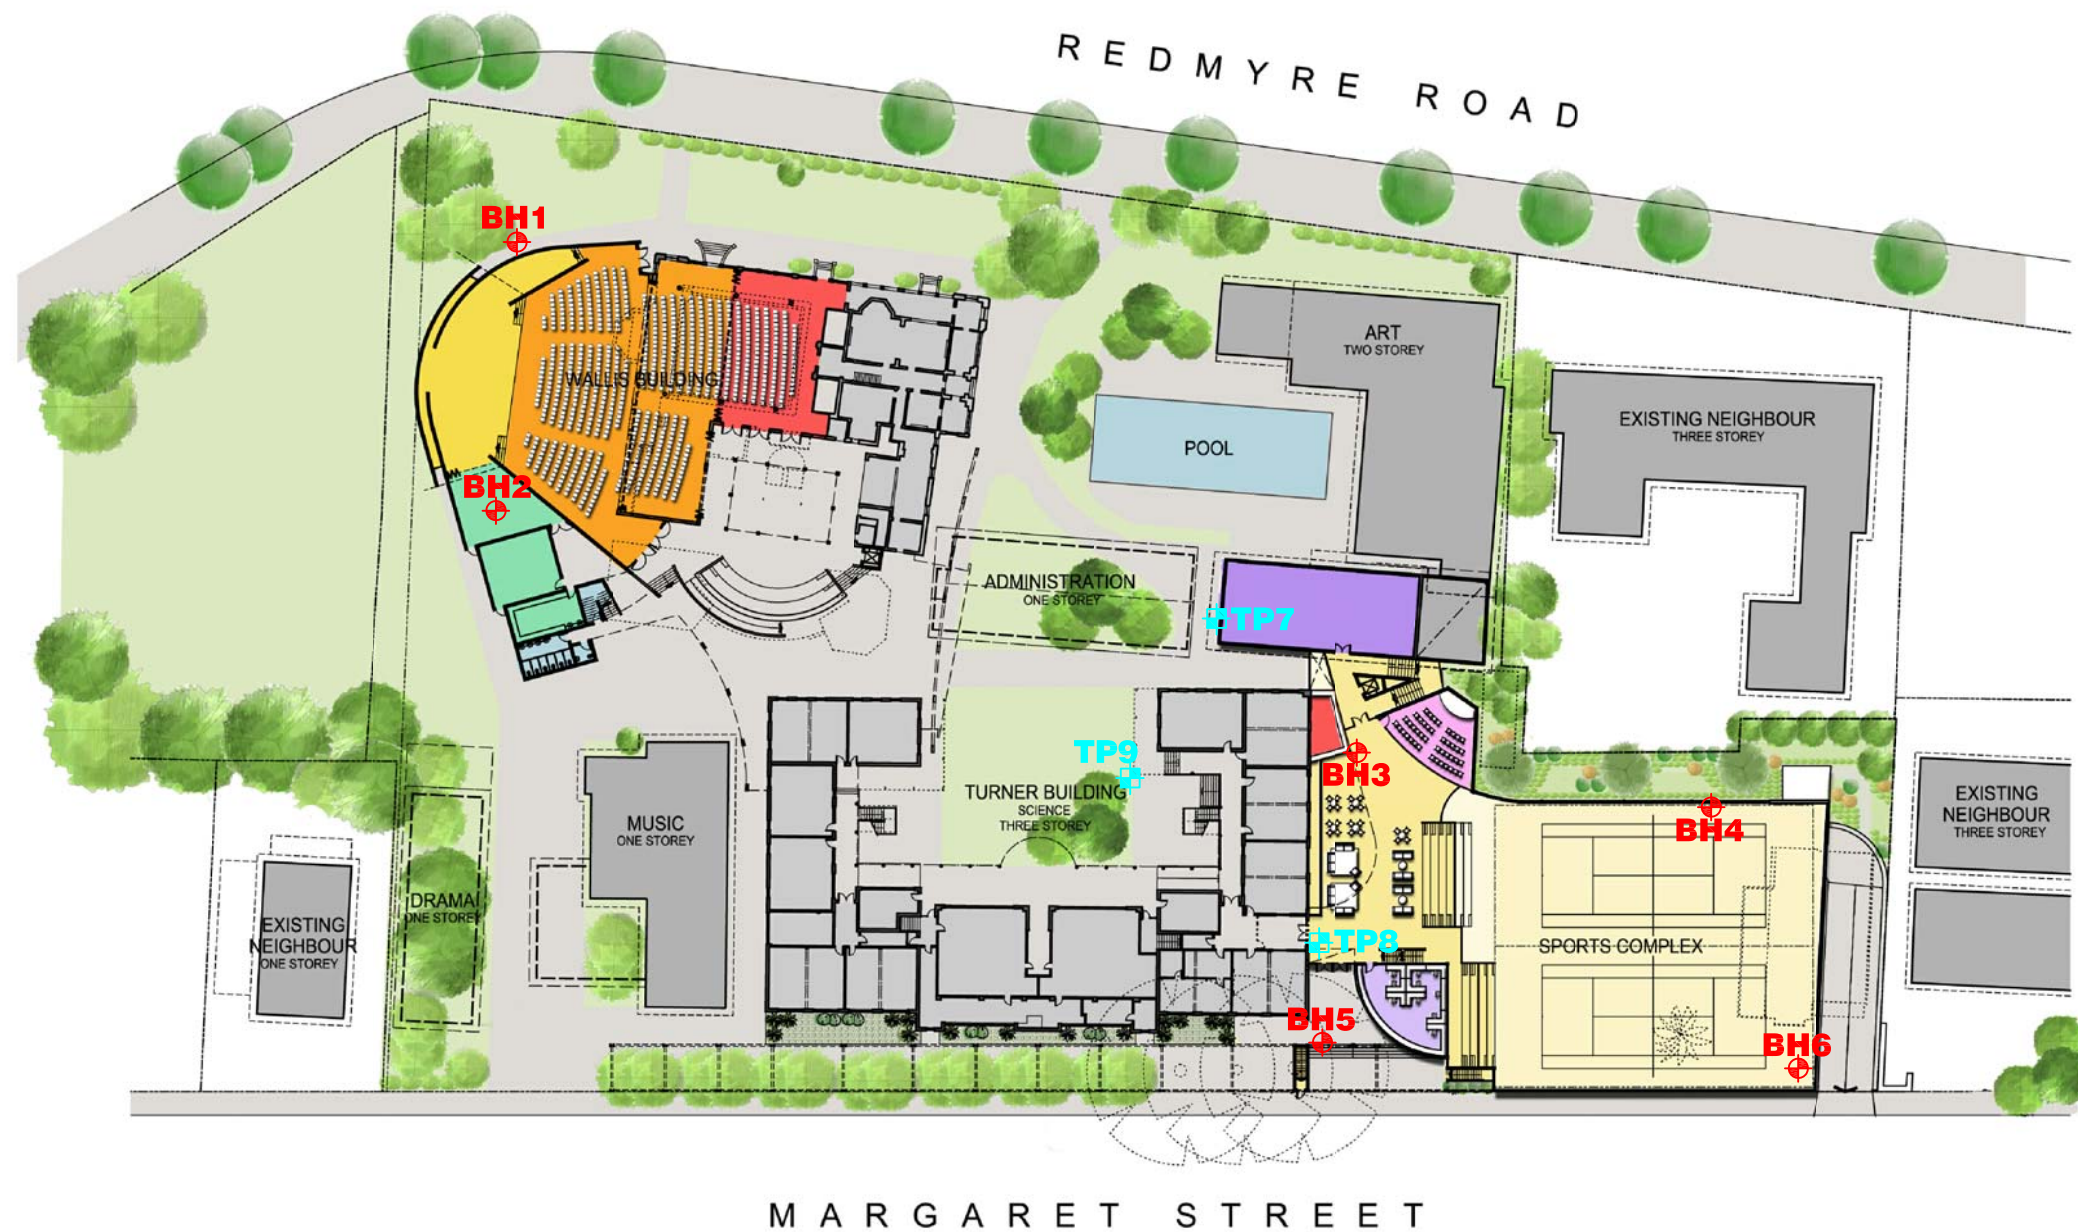 REDMYRE ROAD
BH1
ART
TWO STOREY
WALLIS BUILDING
EXISTING NEIGHBOUR
THREE STOREY
POOL
BH2
ADMINISTRATION
ONE STOREY
TP7
TP9
BH3
TURNER BUILDING
SCIENCE
THREE STOREY
MUSIC
ONE STOREY
BH4
EXISTING
NEIGHBOUR
THREE STOREY
DRAMA
ONE STOREY
EXISTING
NEIGHBOUR
ONE STOREY
TP8
SPORTS COMPLEX
BH5
BH6
MARGARET STREET